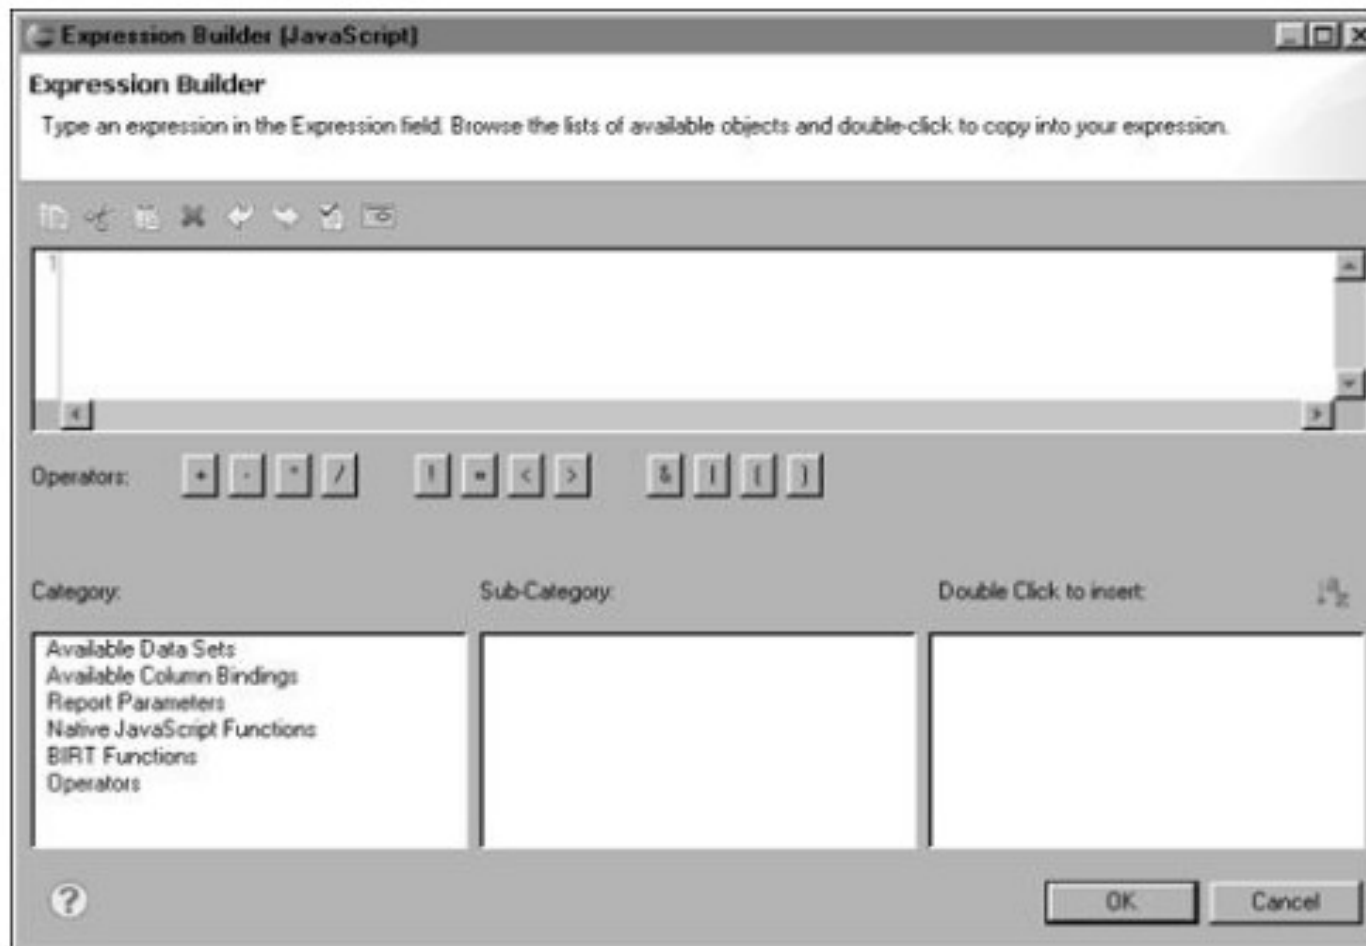 Expression Builder (JavaScript)
Expression Builder
Type an expression in the Expression field. Browse the lists of available objects and double-click to copy into your expression.
1
Operators: + - * / ! = < > & | ( )
Category: Sub-Category: Double Click to insert:
Available Data Sets
Available Column Bindings
Report Parameters
Native JavaScript Functions
BIRT Functions
Operators
? OK Cancel